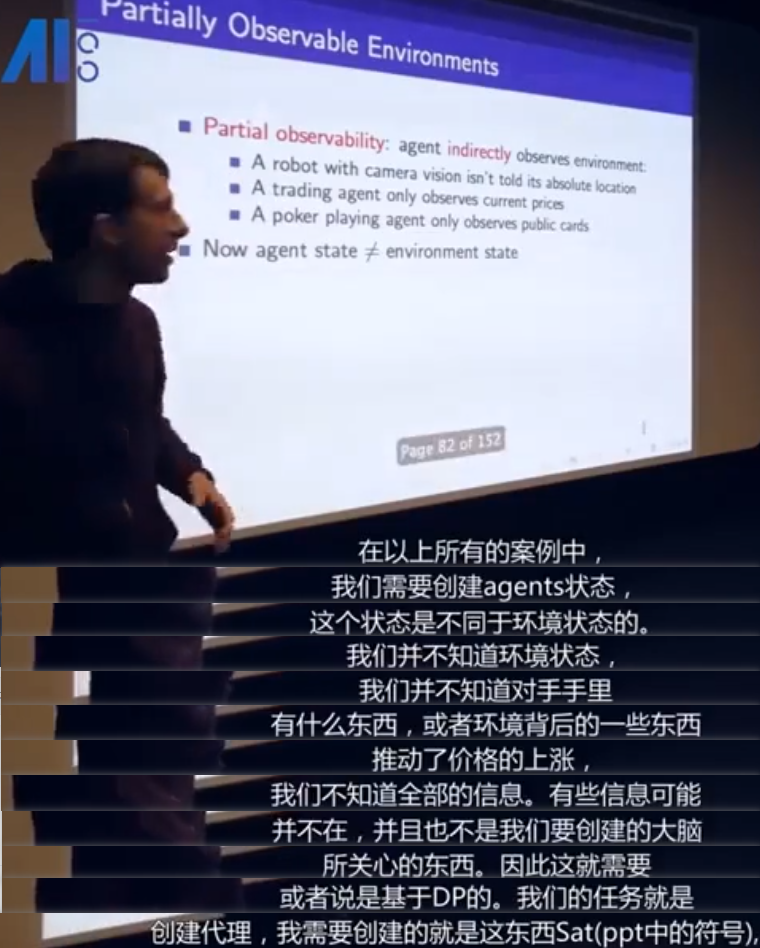 AI
Partially Observable Environments
Partial observability: agent indirectly observes environment:
A robot with camera vision isn't told its absolute location
A trading agent only observes current prices
A poker playing agent only observes public cards
Now agent state ≠ environment state
Page 82 of 152
在以上所有的案例中，
我们需要创建agents状态，
这个状态是不同于环境状态的。
我们并不知道环境状态，
我们并不知道对手手里
有什么东西，或者环境背后的一些东西
推动了价格的上涨，
我们不知道全部的信息。有些信息可能
并不在，并且也不是我们要创建的大脑
所关心的东西。因此这就需要
或者说是基于DP的。我们的任务就是
创建代理，我需要创建的就是这东西Sat(ppt中的符号),